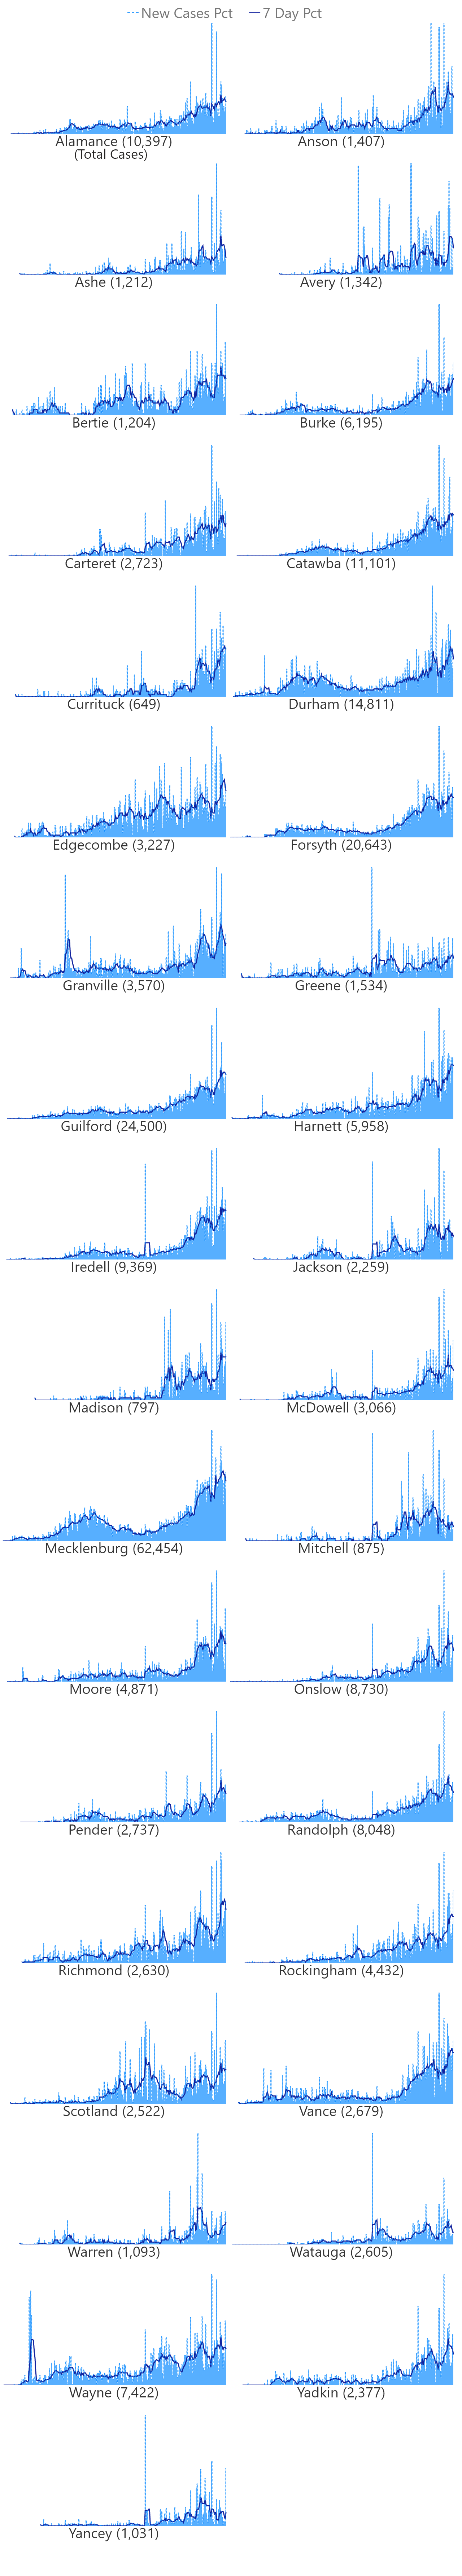 New Cases Pct 7 Day Pct
Alamance (10,397)
(Total Cases)
Anson (1,407)
Ashe (1,212)
Avery (1,342)
Bertie (1,204)
Burke (6,195)
Carteret (2,723)
Catawba (11,101)
Currituck (649)
Durham (14,811)
Edgecombe (3,227)
Forsyth (20,643)
Granville (3,570)
Greene (1,534)
Guilford (24,500)
Harnett (5,958)
Iredell (9,369)
Jackson (2,259)
Madison (797)
McDowell (3,066)
Mecklenburg (62,454)
Mitchell (875)
Moore (4,871)
Onslow (8,730)
Pender (2,737)
Randolph (8,048)
Richmond (2,630)
Rockingham (4,432)
Scotland (2,522)
Vance (2,679)
Warren (1,093)
Watauga (2,605)
Wayne (7,422)
Yadkin (2,377)
Yancey (1,031)